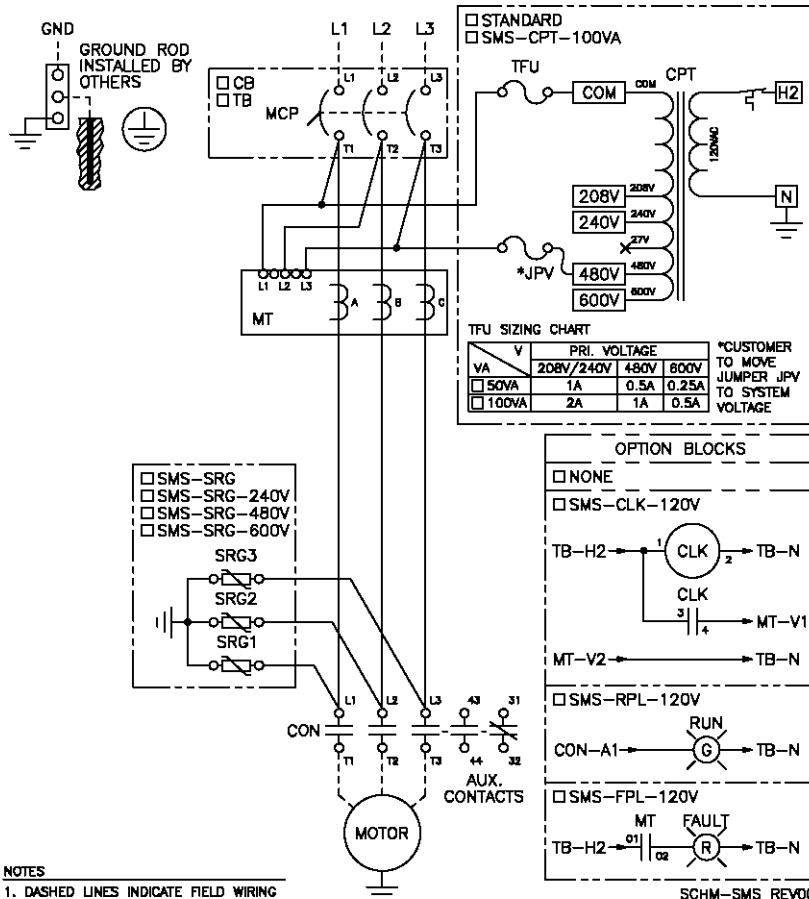 GND
GROUND ROD
INSTALLED BY
OTHERS
L1 L2 L3
□ CB
□ TB
MCP
L1 L2 L3
T1 T2 T3
□ STANDARD
□ SMS-CPT-100VA
TFU
COM
COM
CPT
H2
120VAC
208V 208V
240V 240V
27V
480V 480V
600V 600V
N
*JPV
L1 L2 L3
MT
A B C
TFU SIZING CHART
V PRI. VOLTAGE
VA 208V/240V 480V 600V
□ 50VA 1A 0.5A 0.25A
□ 100VA 2A 1A 0.5A
*CUSTOMER
TO MOVE
JUMPER JPV
TO SYSTEM
VOLTAGE
□ SMS-SRG
□ SMS-SRG-240V
□ SMS-SRG-480V
□ SMS-SRG-600V
SRG3
SRG2
SRG1
L1 L2 L3 43 31
CON
T1 T2 T3 44 32
AUX.
CONTACTS
MOTOR
OPTION BLOCKS
□ NONE
□ SMS-CLK-120V
TB-H2 1 CLK 2 TB-N
CLK
3 4 MT-V1
MT-V2 TB-N
□ SMS-RPL-120V
RUN
CON-A1 G TB-N
□ SMS-FPL-120V
MT FAULT
TB-H2 01 02 R TB-N
NOTES
1. DASHED LINES INDICATE FIELD WIRING
SCHM-SMS